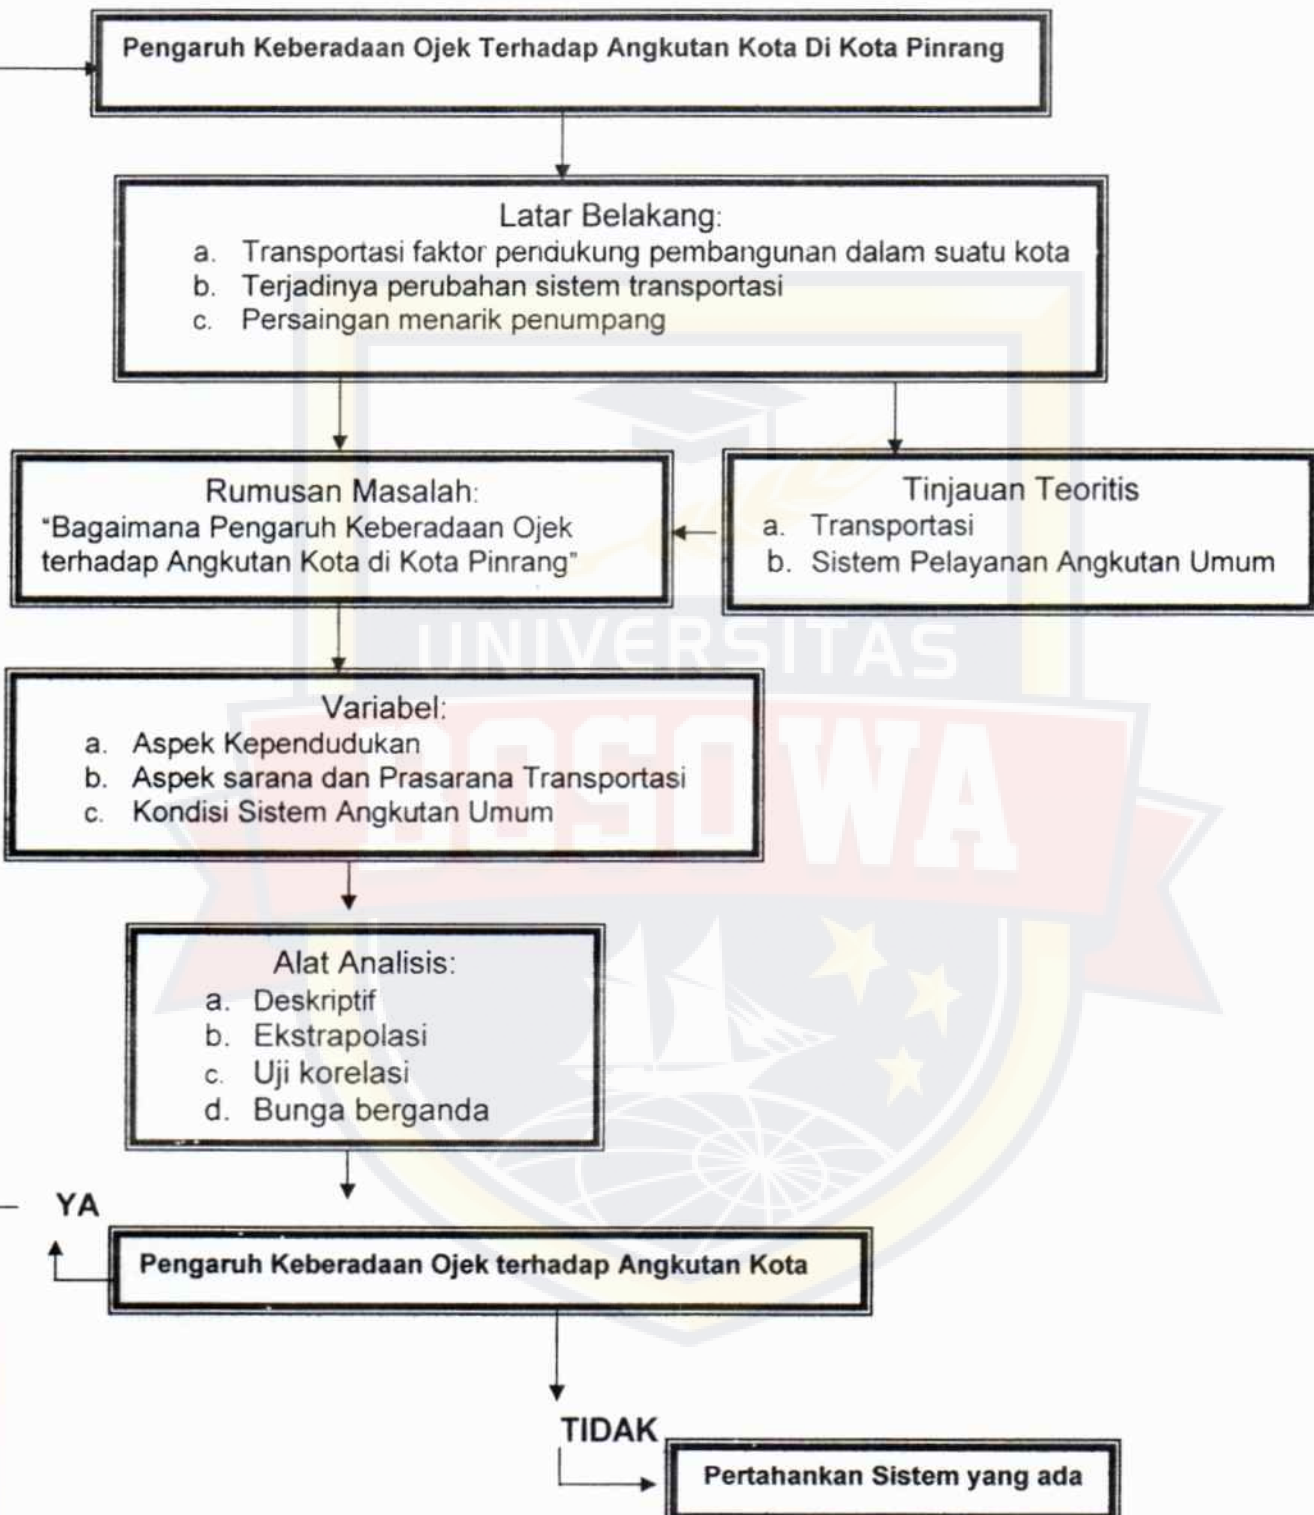 Pengaruh Keberadaan Ojek Terhadap Angkutan Kota Di Kota Pinrang
Latar Belakang:
a. Transportasi faktor pendukung pembangunan dalam suatu kota
b. Terjadinya perubahan sistem transportasi
c. Persaingan menarik penumpang
Rumusan Masalah:
"Bagaimana Pengaruh Keberadaan Ojek
terhadap Angkutan Kota di Kota Pinrang"
Tinjauan Teoritis
a. Transportasi
b. Sistem Pelayanan Angkutan Umum
UNIVERSITAS
BOSOWA
Variabel:
a. Aspek Kependudukan
b. Aspek sarana dan Prasarana Transportasi
c. Kondisi Sistem Angkutan Umum
Alat Analisis:
a. Deskriptif
b. Ekstrapolasi
c. Uji korelasi
d. Bunga berganda
YA
Pengaruh Keberadaan Ojek terhadap Angkutan Kota
TIDAK
Pertahankan Sistem yang ada